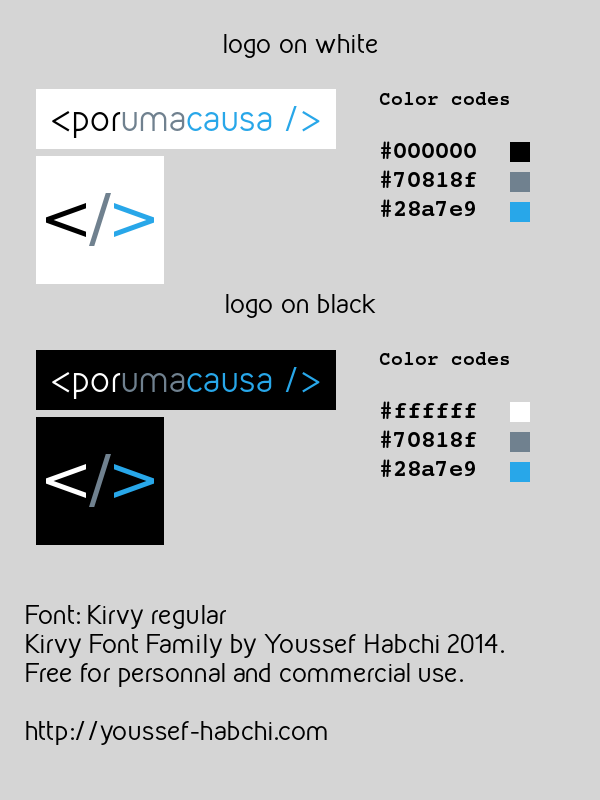 logo on white
<porumacausa />
Color codes
#000000
#70818f
#28a7e9
</>
logo on black
<porumacausa />
Color codes
#ffffff
#70818f
#28a7e9
</>
Font: Kirvy regular
Kirvy Font Family by Youssef Habchi 2014.
Free for personnal and commercial use.
http://youssef-habchi.com